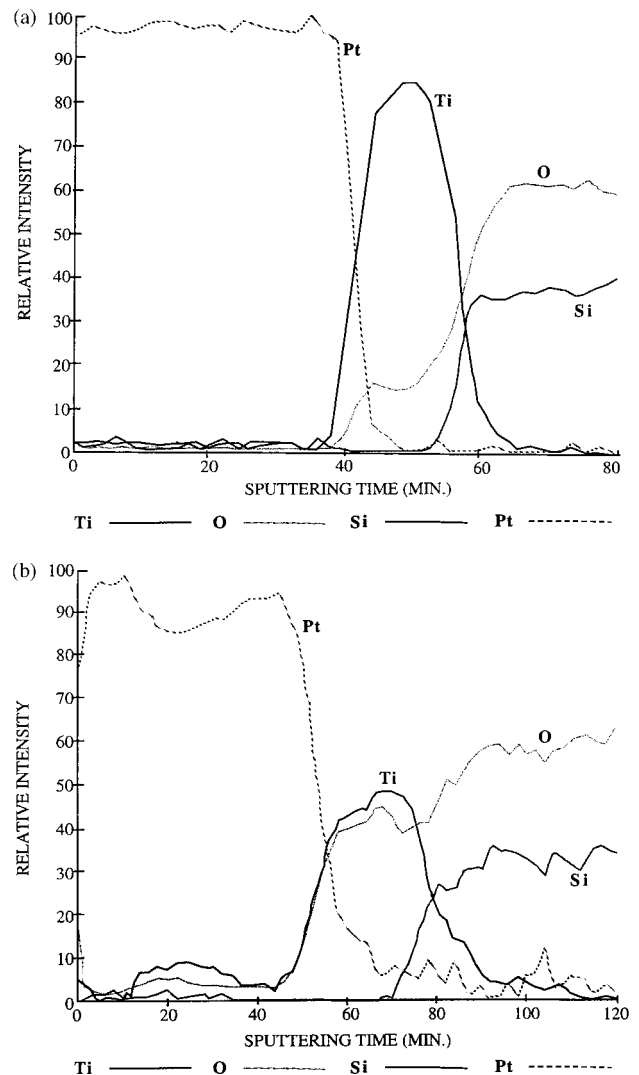 (a)
100
90
80
70
60
50
40
30
20
10
0
RELATIVE INTENSITY
Pt
Ti
O
Si
0 20 40 60 80
SPUTTERING TIME (MIN.)
Ti O Si Pt
(b)
100
90
80
70
60
50
40
30
20
10
0
RELATIVE INTENSITY
Pt
O
Ti
Si
0 20 40 60 80 100 120
SPUTTERING TIME (MIN.)
Ti O Si Pt